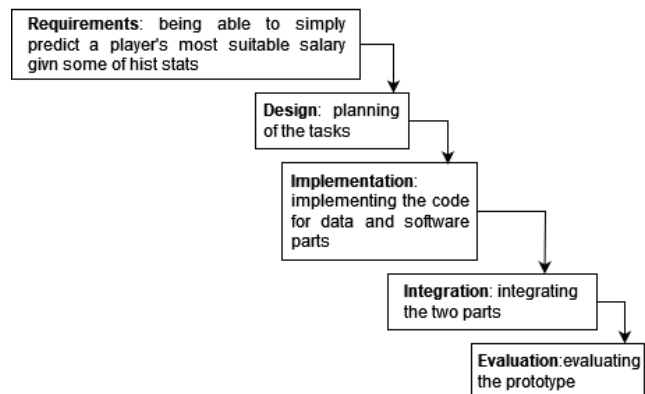 Requirements: being able to simply
predict a player's most suitable salary
givn some of hist stats
Design: planning
of the tasks
Implementation:
implementing the code
for data and software
parts
Integration: integrating
the two parts
Evaluation:evaluating
the prototype